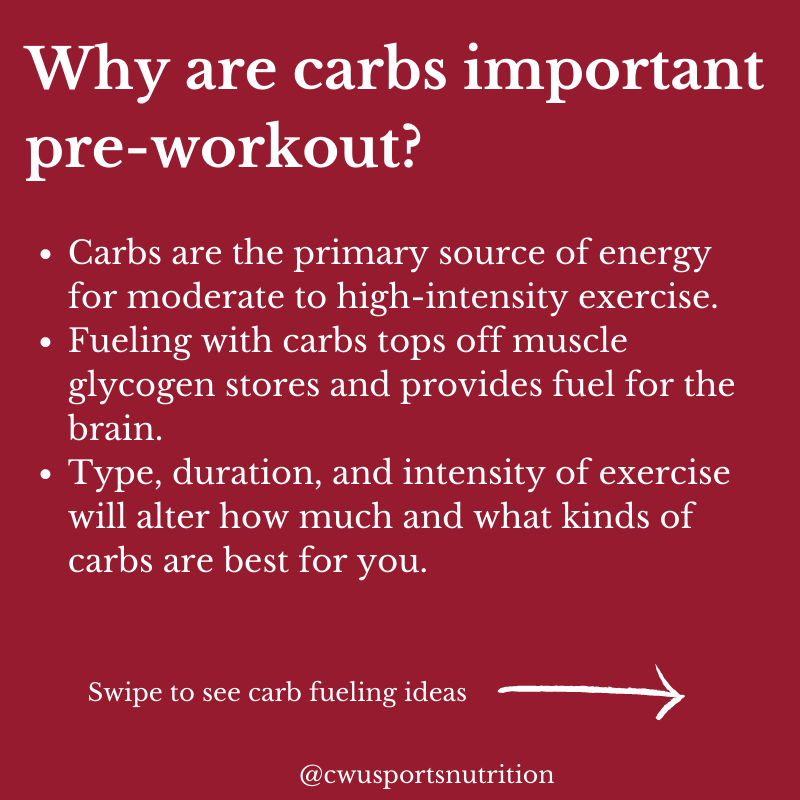 Why are carbs important
pre-workout?
• Carbs are the primary source of energy
for moderate to high-intensity exercise.
• Fueling with carbs tops off muscle
glycogen stores and provides fuel for the
brain.
• Type, duration, and intensity of exercise
will alter how much and what kinds of
carbs are best for you.
Swipe to see carb fueling ideas
@cwusportsnutrition